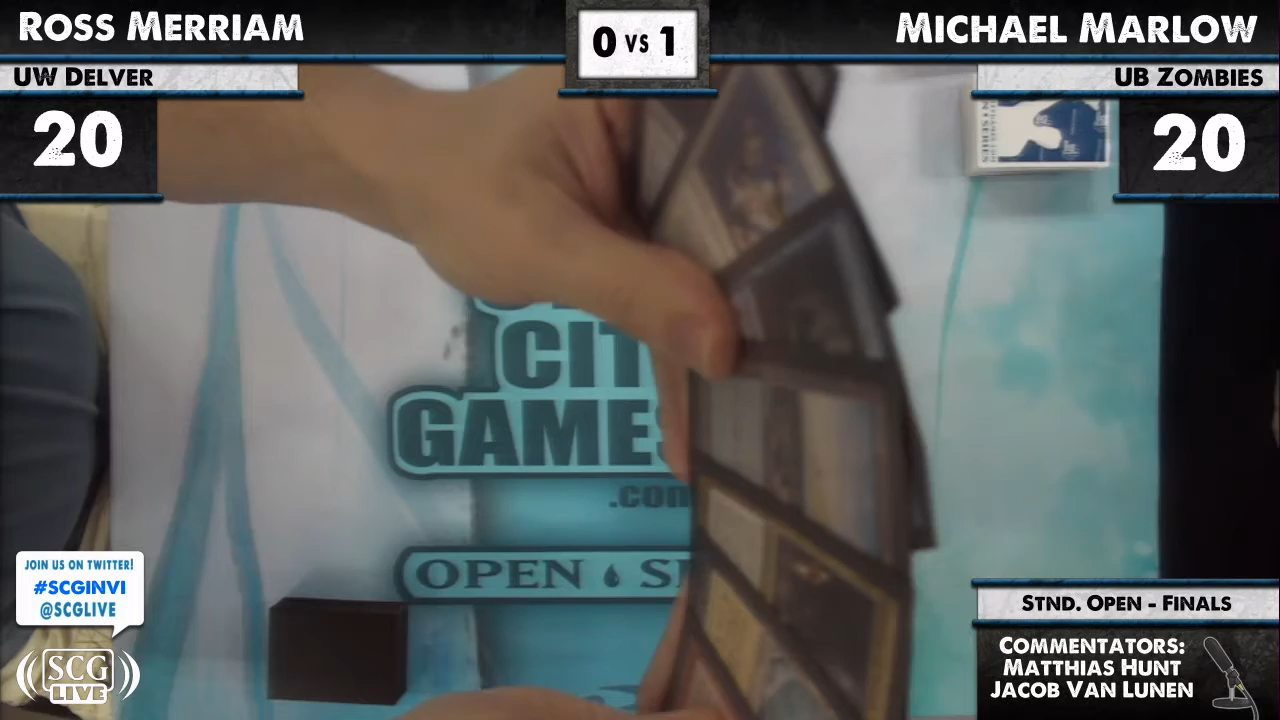 ROSS MERRIAM
0 VS 1
MICHAEL MARLOW
UW DELVER
UB ZOMBIES
20
20
CIT
GAMES
.com
OPEN
JOIN US ON TWITTER!
#SCGINVI
@SCGLIVE
SCG
LIVE
STND. OPEN - FINALS
COMMENTATORS:
MATTHIAS HUNT
JACOB VAN LUNEN